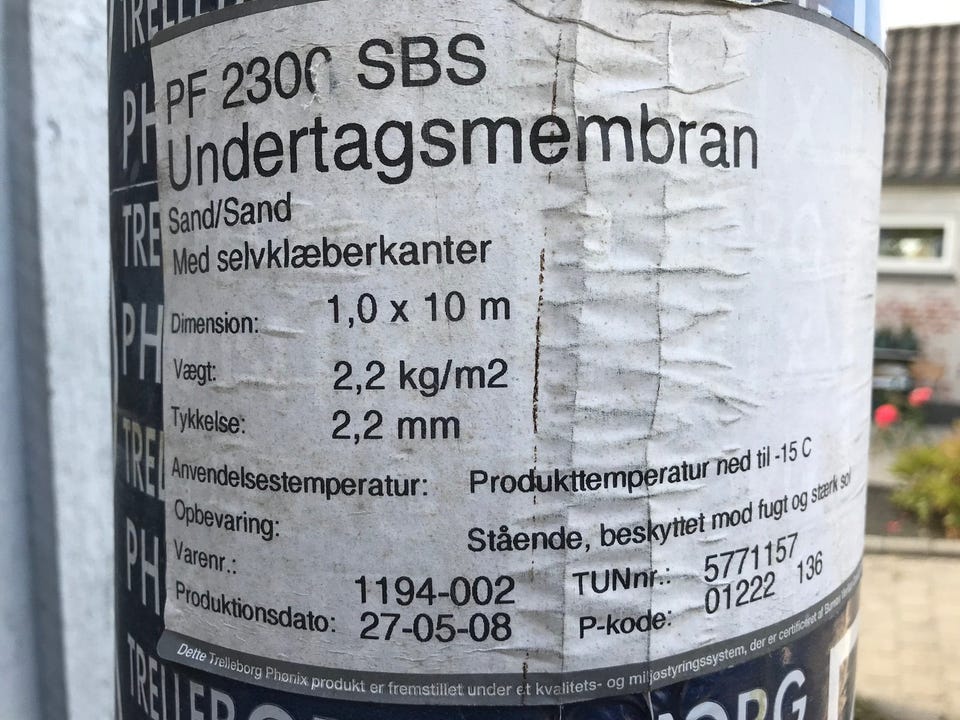 PF 2300 SBS
Undertagsmembran
Sand/Sand
Med selvklæberkanter
Dimension: 1,0 x 10 m
Vægt: 2,2 kg/m2
Tykkelse: 2,2 mm
Anvendelsestemperatur: Produkttemperatur ned til -15 C
Opbevaring: Stående, beskyttet mod fugt og stærk sol
Varenr.: 1194-002 TUNnr.: 5771157
Produktionsdato: 27-05-08 P-kode: 01222 136
Dette Trelleborg Phønix produkt er fremstillet under et kvalitets- og miljøstyringssystem, der er certificeret af Bureau